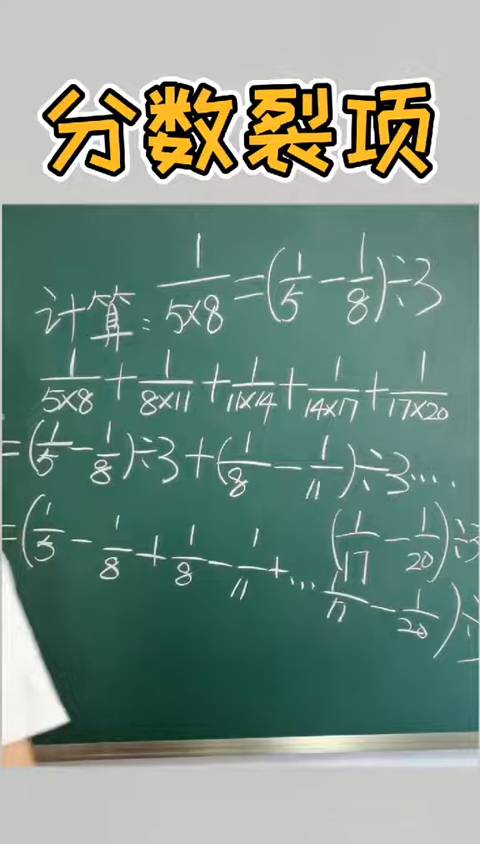 分数裂项
计算: 1/(5×8) = (1/5 - 1/8) ÷3
1/(5×8) + 1/(8×11) + 1/(11×14) + 1/(14×17) + 1/(17×20)
= (1/5 - 1/8) ÷3 + (1/8 - 1/11) ÷3 ····
(1/17 - 1/20) ÷3
= (1/5 - 1/8 + 1/8 - 1/11 + ··· 1/17 - 1/20) ÷